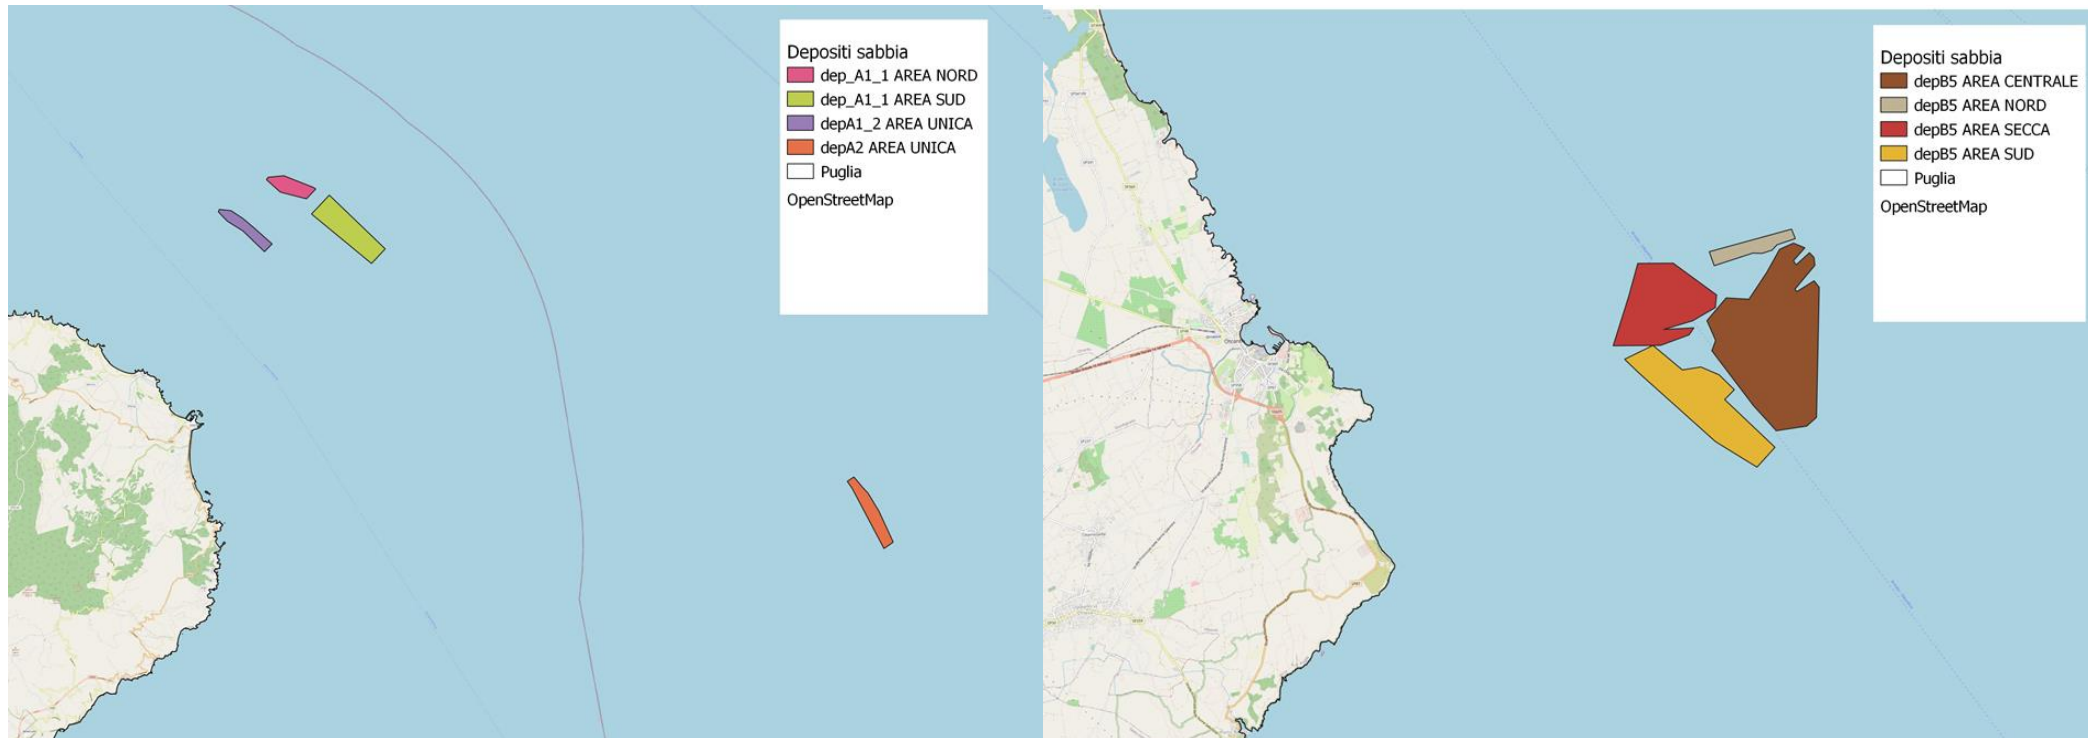 Depositi sabbia
dep_A1_1 AREA NORD
dep_A1_1 AREA SUD
depA1_2 AREA UNICA
depA2 AREA UNICA
Puglia
OpenStreetMap
Depositi sabbia
depB5 AREA CENTRALE
depB5 AREA NORD
depB5 AREA SECCA
depB5 AREA SUD
Puglia
OpenStreetMap